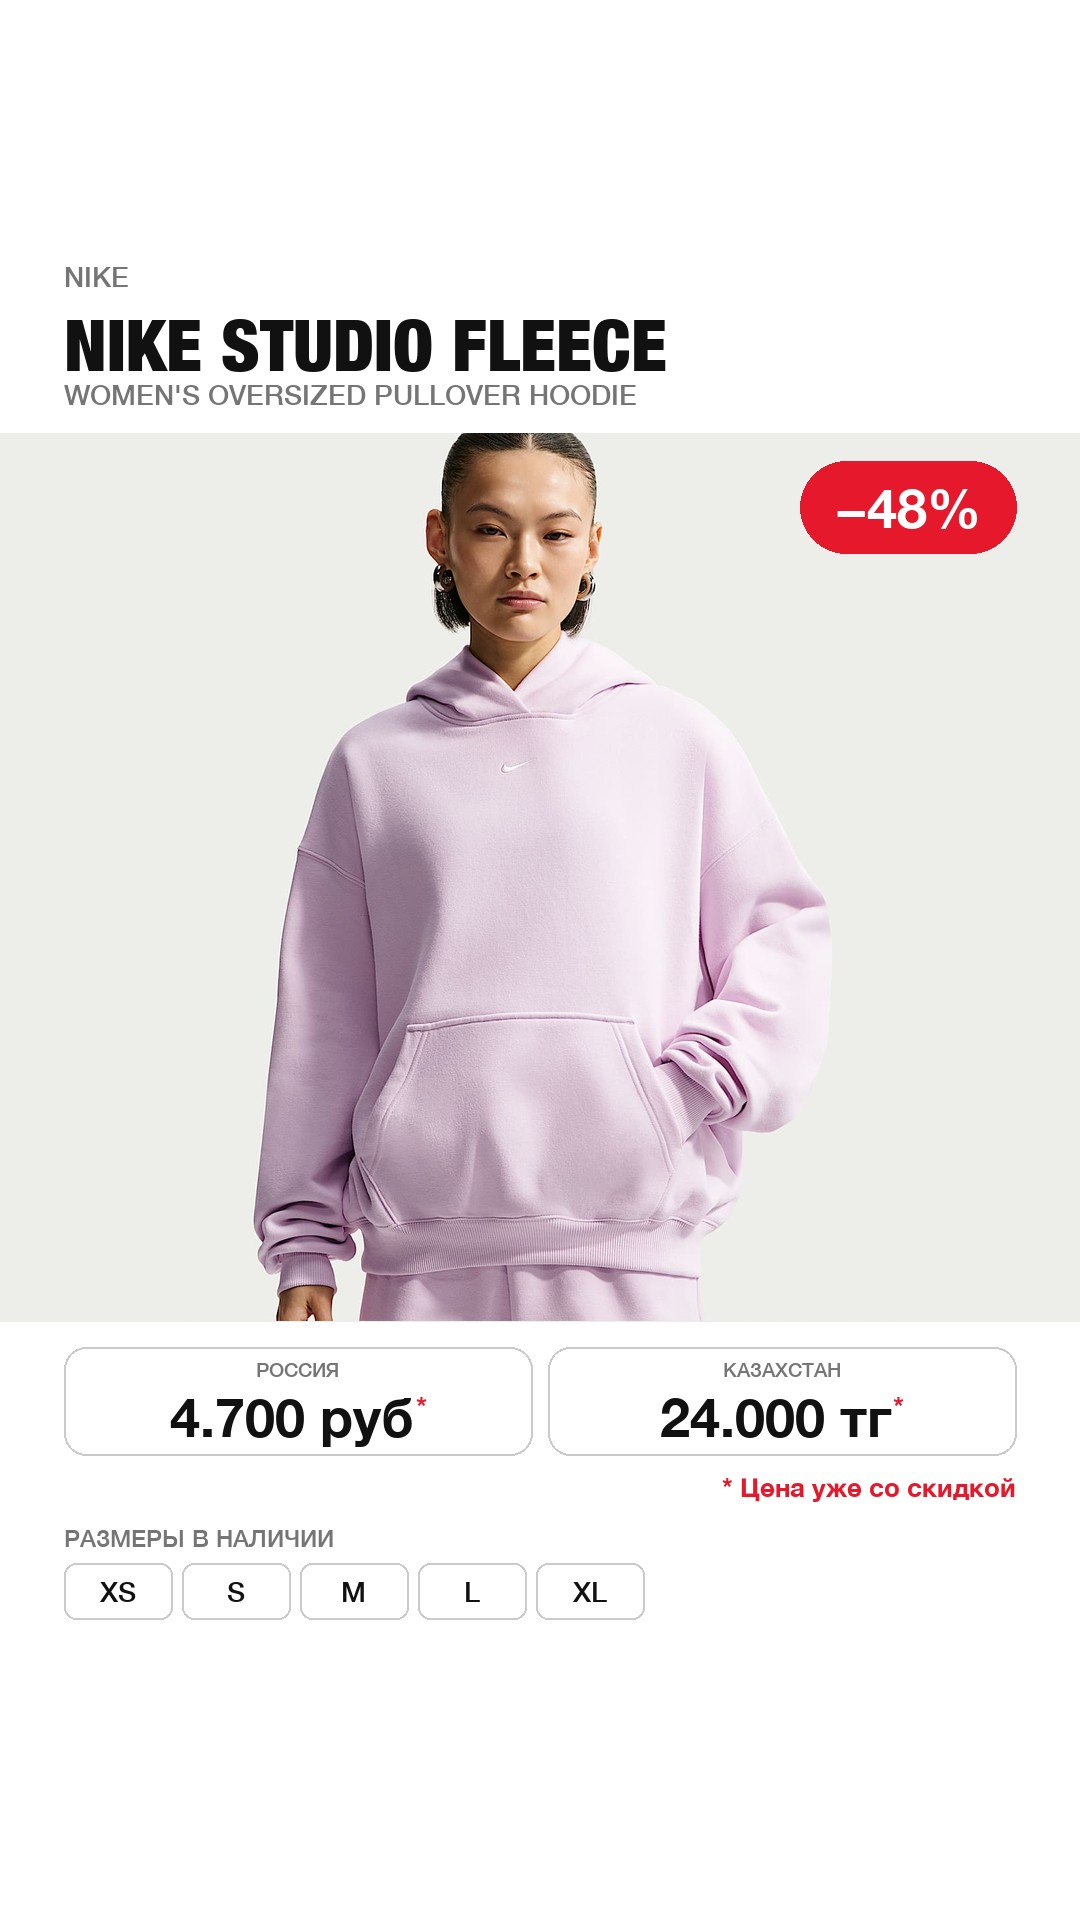 NIKE
NIKE STUDIO FLEECE
WOMEN'S OVERSIZED PULLOVER HOODIE
–48%
РОССИЯ
4.700 руб*
КАЗАХСТАН
24.000 тг*
* Цена уже со скидкой
РАЗМЕРЫ В НАЛИЧИИ
XS S M L XL